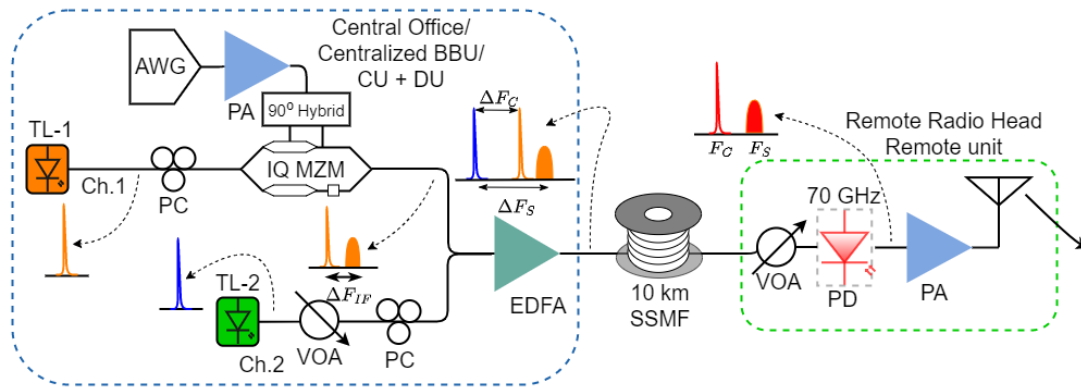 Central Office/
Centralized BBU/
CU + DU
AWG
PA
90° Hybrid
TL-1
Ch.1
PC
IQ MZM
ΔF_C
ΔF_S
ΔF_{IF}
TL-2
Ch.2
VOA
PC
EDFA
10 km
SSMF
F_C F_S
Remote Radio Head
Remote unit
70 GHz
VOA
PD
PA